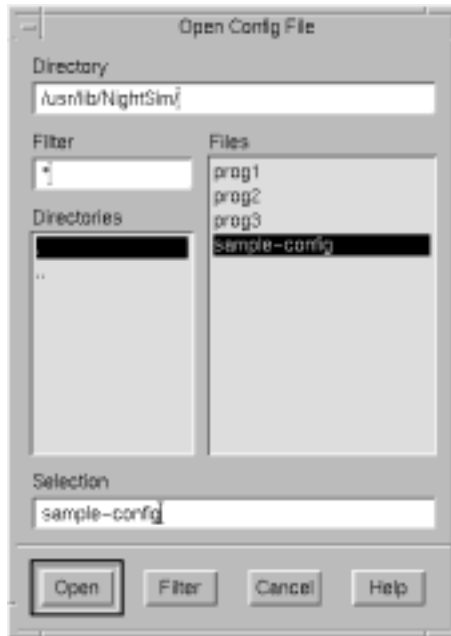 Open Config File
Directory
/usr/lib/NightSim/
Filter
*
Files
prog1
prog2
prog3
sample-config
Directories
.
..
Selection
sample-config
Open Filter Cancel Help